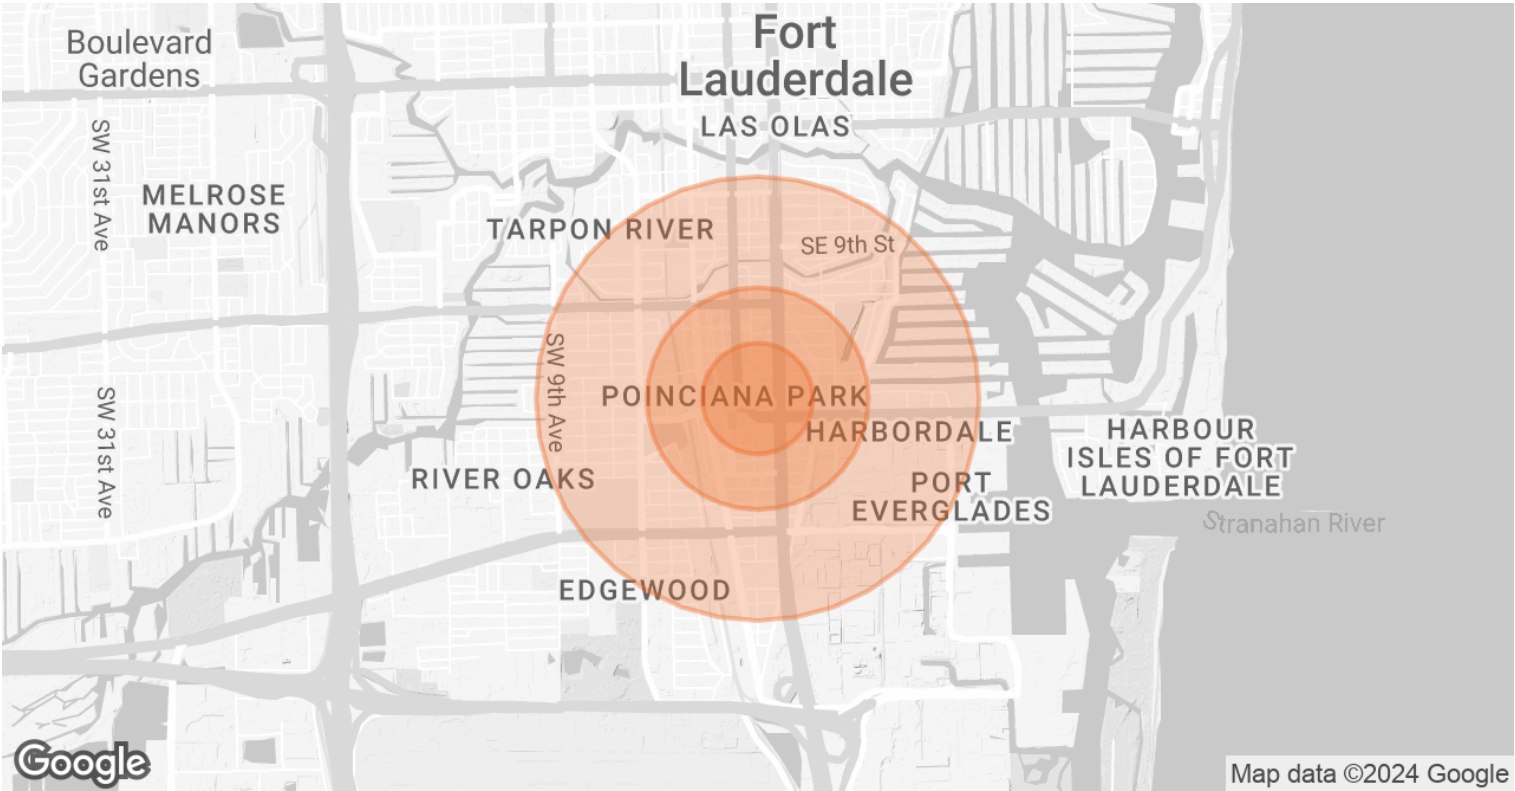 Fort
Lauderdale
Boulevard
Gardens
LAS OLAS
SW 31st Ave
MELROSE
MANORS
TARPON RIVER
SE 9th St
SW 9th Ave
POINCIANA PARK
SW 31st Ave
HARBORDALE
HARBOUR
ISLES OF FORT
LAUDERDALE
RIVER OAKS
PORT
EVERGLADES
Stranahan River
EDGEWOOD
Google
Map data ©2024 Google